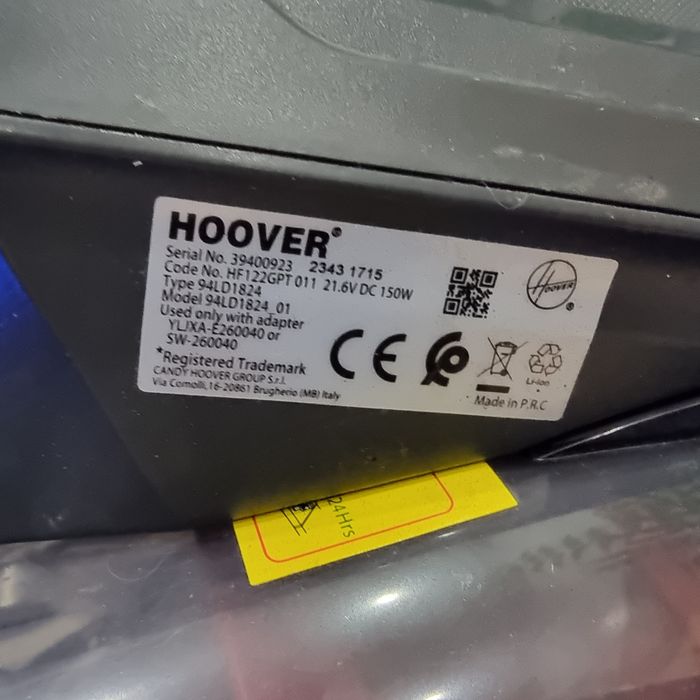 HOOVER®
Serial No. 39400923 2343 1715
Code No. HF122GPT 011 21.6V DC 150W
Type 94LD1824
Model 94LD1824_01
Used only with adapter
YLJXA-E260040 or
SW-260040
*Registered Trademark
CANDY HOOVER GROUP S.r.l.
Via Comolli,16-20861 Brugherio (MB) Italy
HOOVER®
CE
Li-ion
Made in P.R.C
24Hrs